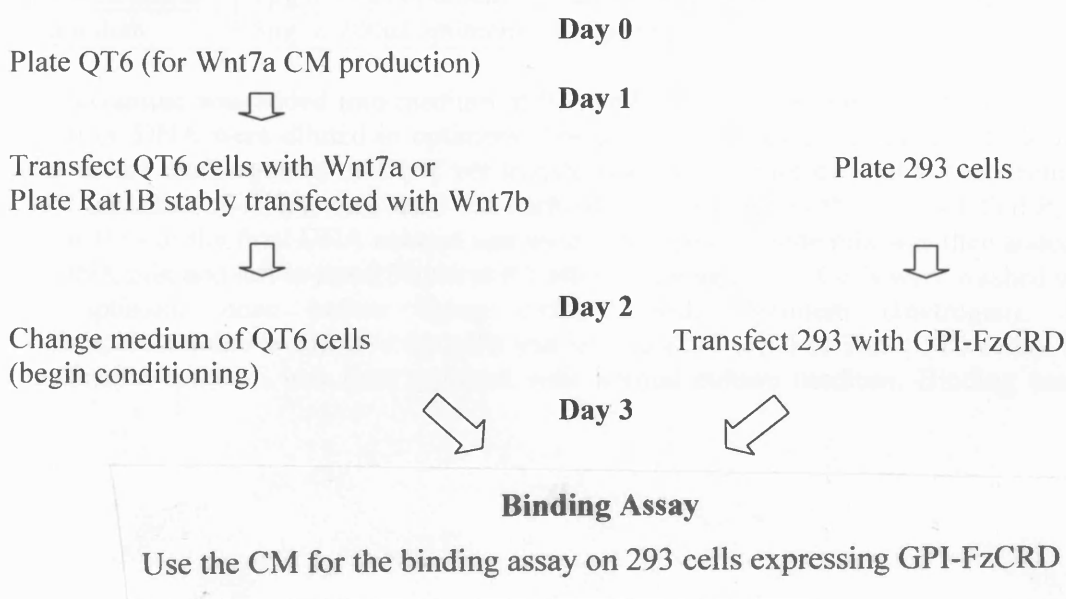 Day 0
Plate QT6 (for Wnt7a CM production)
Day 1
Transfect QT6 cells with Wnt7a or
Plate Rat1B stably transfected with Wnt7b
Plate 293 cells
Day 2
Change medium of QT6 cells
(begin conditioning)
Transfect 293 with GPI-FzCRD
Day 3
Binding Assay
Use the CM for the binding assay on 293 cells expressing GPI-FzCRD